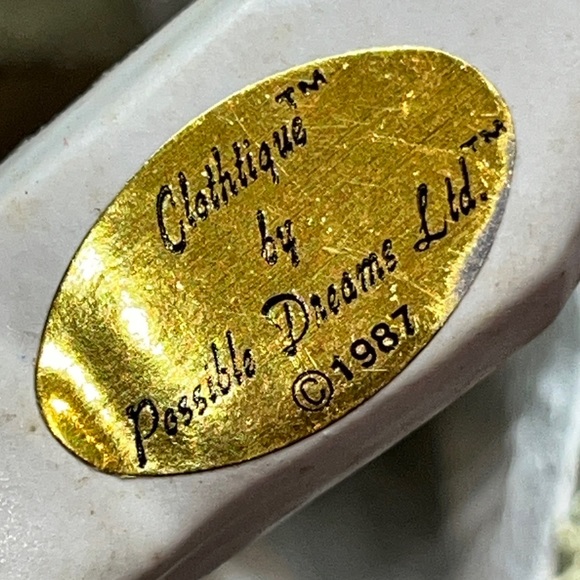 Clothtique™
by
Possible Dreams Ltd.™
©1987